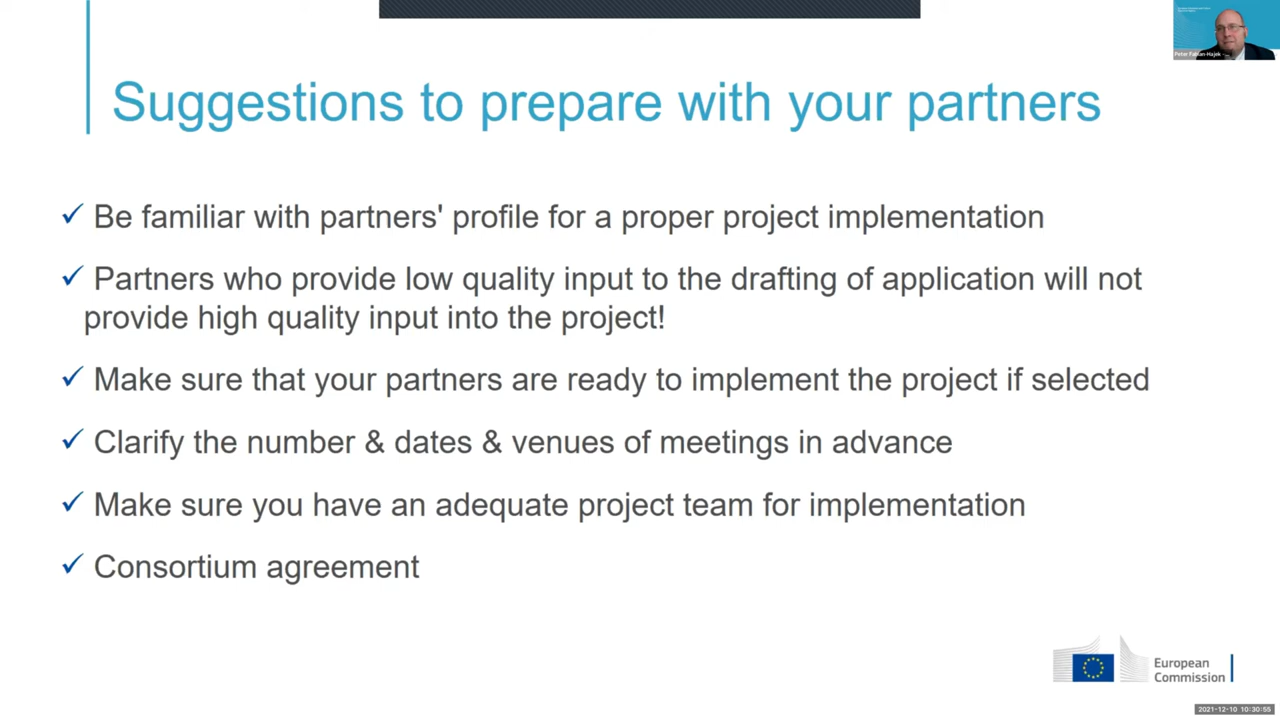 Suggestions to prepare with your partners
✓ Be familiar with partners' profile for a proper project implementation
✓ Partners who provide low quality input to the drafting of application will not
provide high quality input into the project!
✓ Make sure that your partners are ready to implement the project if selected
✓ Clarify the number & dates & venues of meetings in advance
✓ Make sure you have an adequate project team for implementation
✓ Consortium agreement
European
Commission
2021-12-10 10:30:55